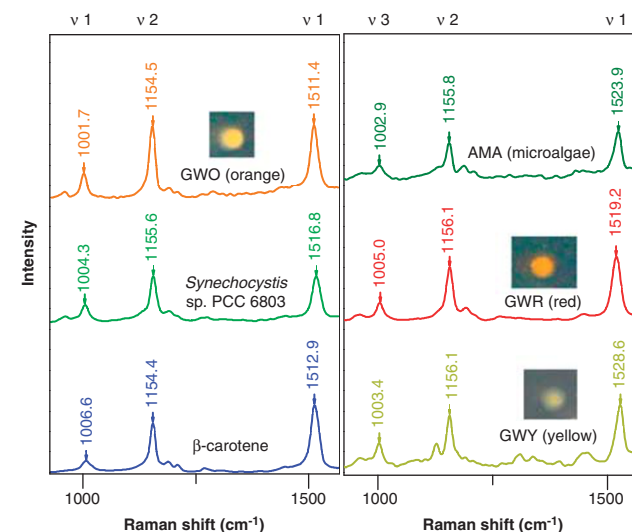 ν 1 ν 2 ν 1
ν 3 ν 2 ν 1
Intensity
1001.7
1154.5
1511.4
GWO (orange)
1004.3
1155.6
1516.8
Synechocystis
sp. PCC 6803
1006.6
1154.4
1512.9
β-carotene
1000 1500
Raman shift (cm-1)
1002.9
1155.8
1523.9
AMA (microalgae)
1005.0
1156.1
1519.2
GWR (red)
1003.4
1156.1
1528.6
GWY (yellow)
1000 1500
Raman shift (cm-1)